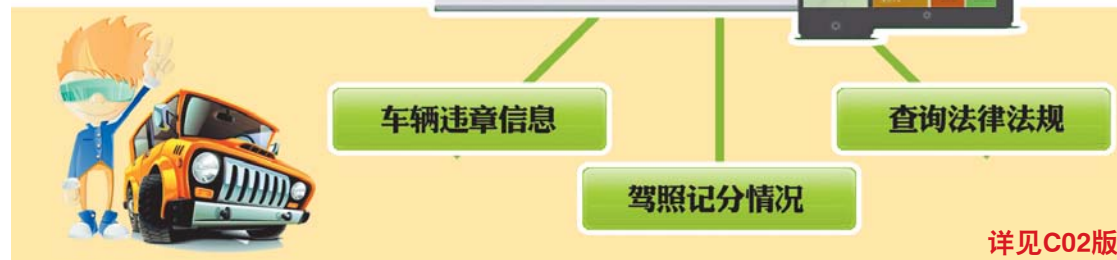 车辆违章信息
查询法律法规
驾照记分情况
详见C02版